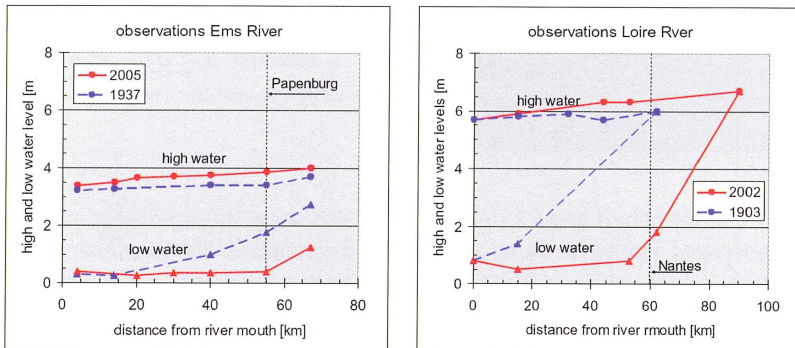 observations Ems River
high and low water level [m
8
6
4
2
0
2005
1937
Papenburg
high water
low water
0 20 40 60 80
distance from river mouth [km]
observations Loire Rver
high and low water levels [m
8
6
4
2
0
high water
2002
1903
low water
Nantes
0 20 40 60 80 100
distance from river rmouth [km]